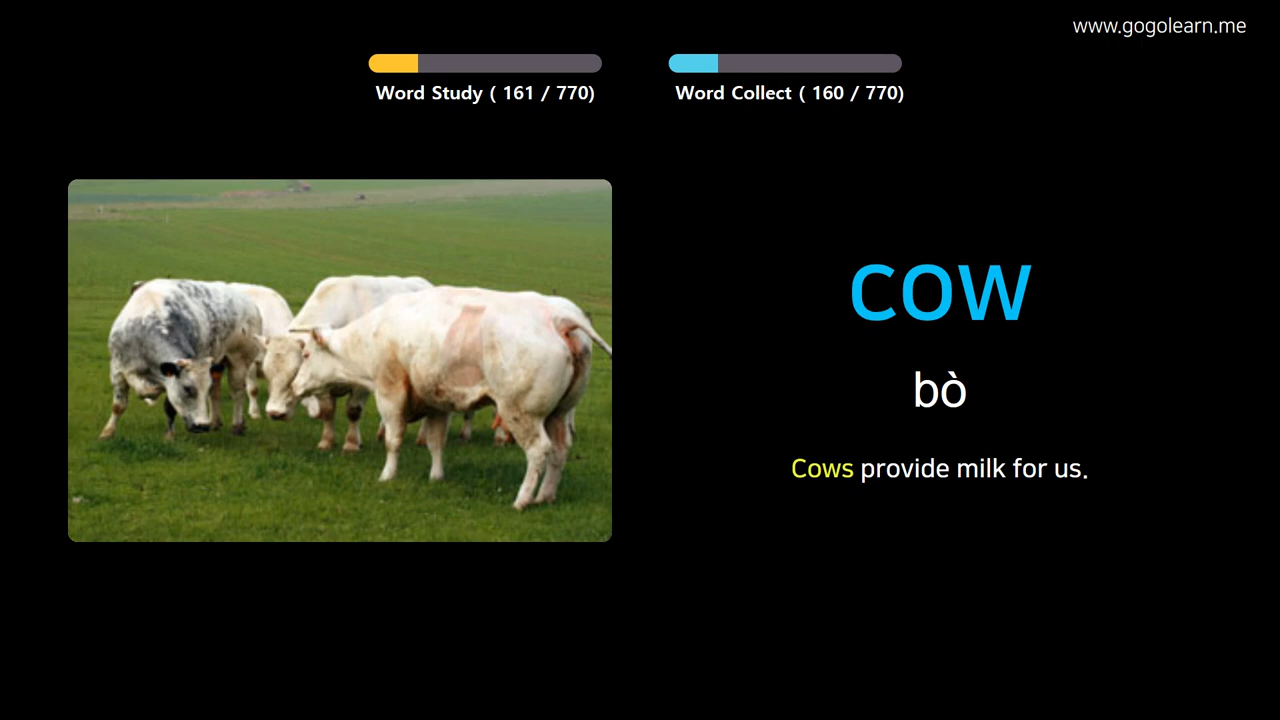 www.gogolearn.me
Word Study ( 161 / 770)
Word Collect ( 160 / 770)
cow
bò
Cows provide milk for us.